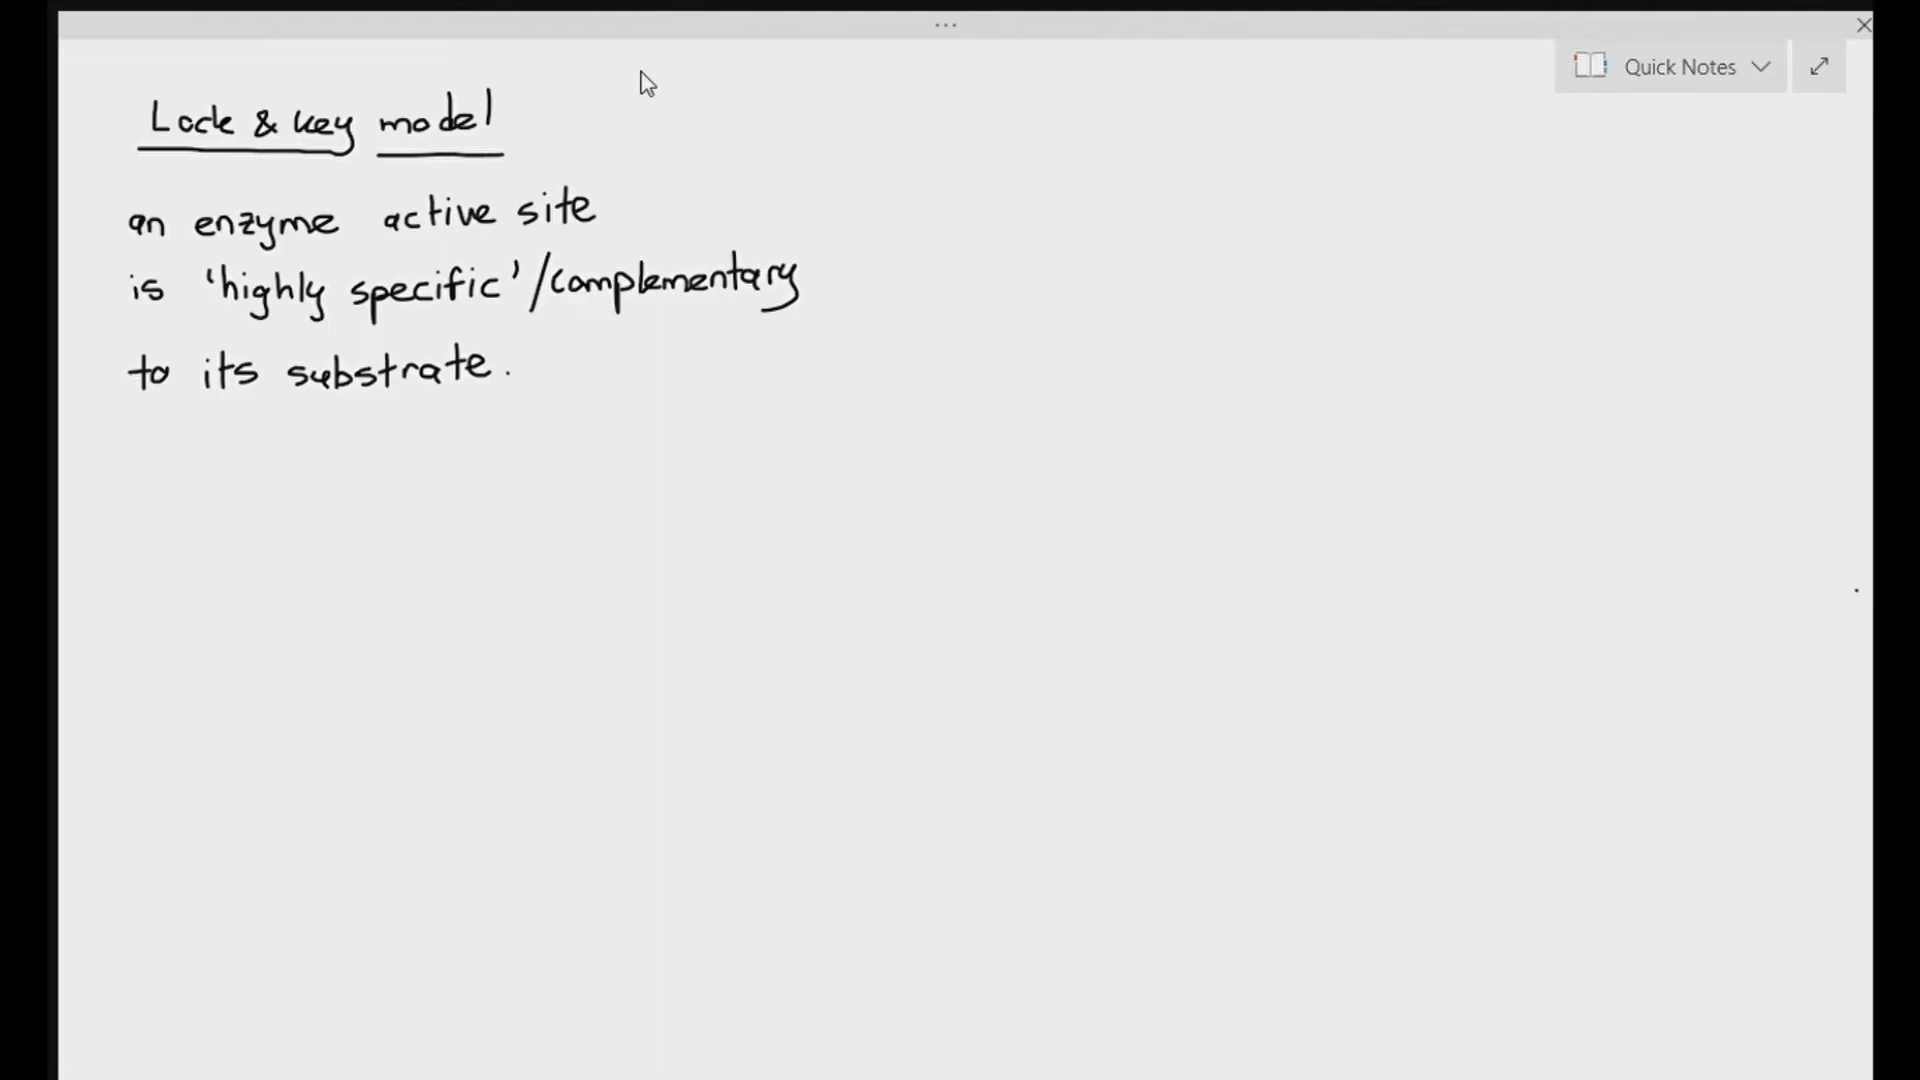 ...
Quick Notes
Lock & key model
an enzyme active site
is 'highly specific'/complementary
to its substrate.